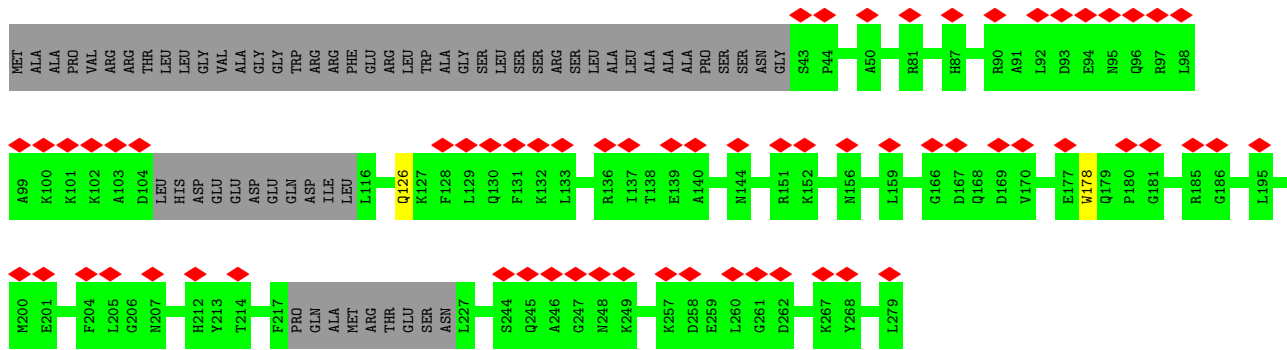 MET ALA ALA PRO VAL ARG ARG THR LEU LEU GLY VAL ALA GLY GLY TRP ARG ARG PHE GLU ARG LEU TRP ALA GLY SER LEU SER SER ARG SER LEU ALA LEU ALA ALA ALA PRO SER SER ASN GLY S43 P44 A50 R81 H87 R90 A91 L92 D93 E94 N95 Q96 R97 L98
A99 K100 K101 K102 A103 D104 LEU HIS ASP GLU GLU ASP GLU GLN ASP ILE LEU L116 Q126 K127 F128 L129 Q130 F131 K132 L133 R136 I137 T138 E139 A140 N144 R151 K152 N156 L159 G166 D167 Q168 D169 V170 E177 W178 Q179 P180 G181 R185 G186 L195
M200 E201 F204 L205 G206 N207 H212 Y213 T214 F217 PRO GLN ALA MET ARG THR GLU SER ASN L227 S244 Q245 A246 G247 N248 K249 K257 D258 E259 L260 G261 D262 K267 Y268 L279